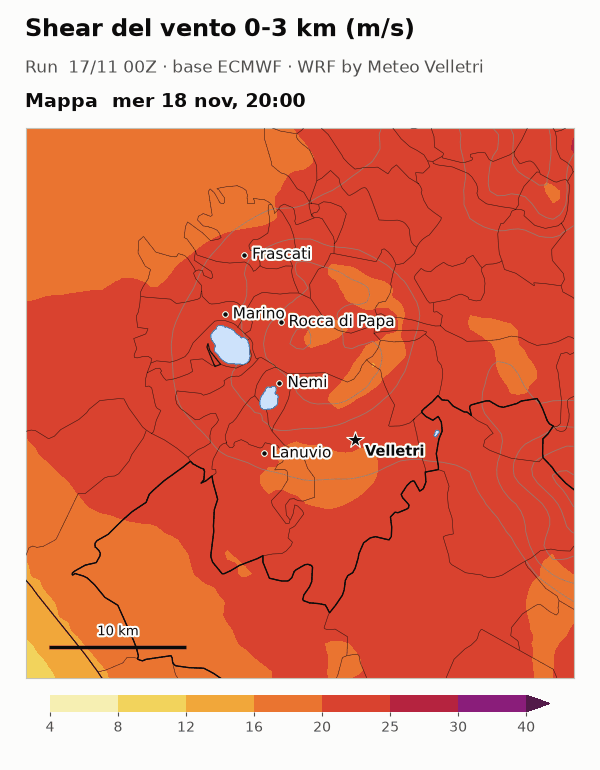 Shear del vento 0-3 km (m/s)
Run  17/11 00Z · base ECMWF · WRF by Meteo Velletri
Mappa  mer 18 nov, 20:00
Frascati
Marino
Rocca di Papa
Nemi
Velletri
Lanuvio
10 km
4 8 12 16 20 25 30 40